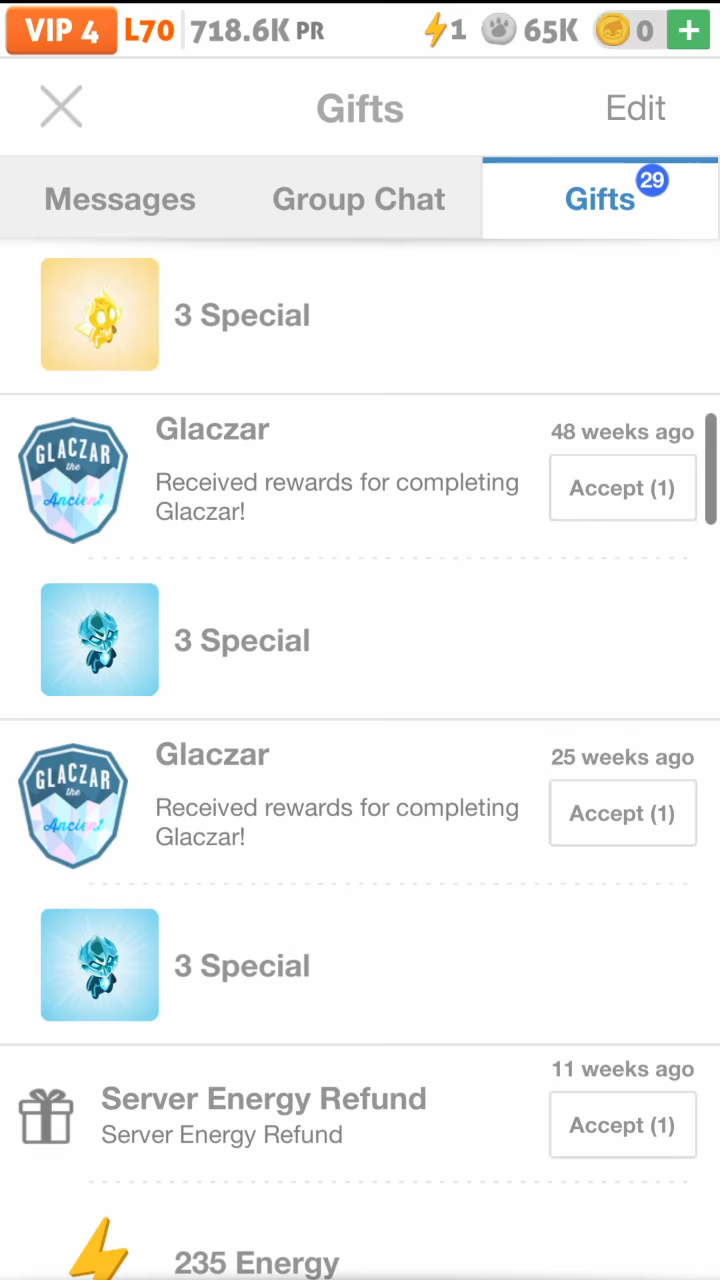 VIP 4 L70 718.6K PR 1 65K 0 +
Gifts Edit
Messages Group Chat Gifts 29
3 Special
GLACZAR
the
Ancient
Glaczar
48 weeks ago
Received rewards for completing
Glaczar!
Accept (1)
3 Special
GLACZAR
the
Ancient
Glaczar
25 weeks ago
Received rewards for completing
Glaczar!
Accept (1)
3 Special
11 weeks ago
Server Energy Refund
Server Energy Refund
Accept (1)
235 Energy